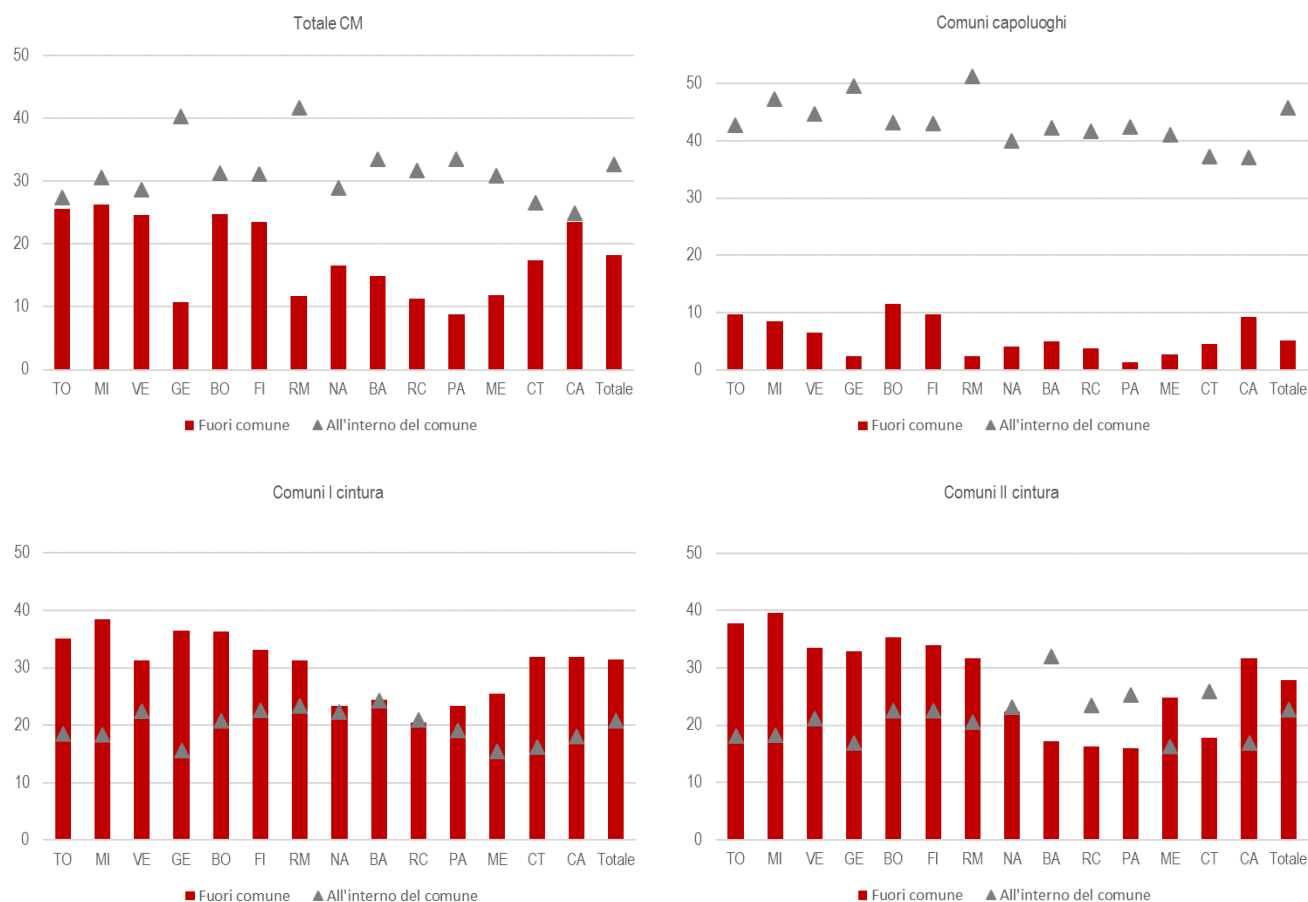 Totale CM
50
40
30
20
10
0
TO MI VE GE BO FI RM NA BA RC PA ME CT CA Totale
Fuori comune All'interno del comune
Comuni capoluoghi
50
40
30
20
10
0
TO MI VE GE BO FI RM NA BA RC PA ME CT CA Totale
Fuori comune All'interno del comune
Comuni I cintura
50
40
30
20
10
0
TO MI VE GE BO FI RM NA BA RC PA ME CT CA Totale
Fuori comune All'interno del comune
Comuni II cintura
50
40
30
20
10
0
TO MI VE GE BO FI RM NA BA RC PA ME CT CA Totale
Fuori comune All'interno del comune